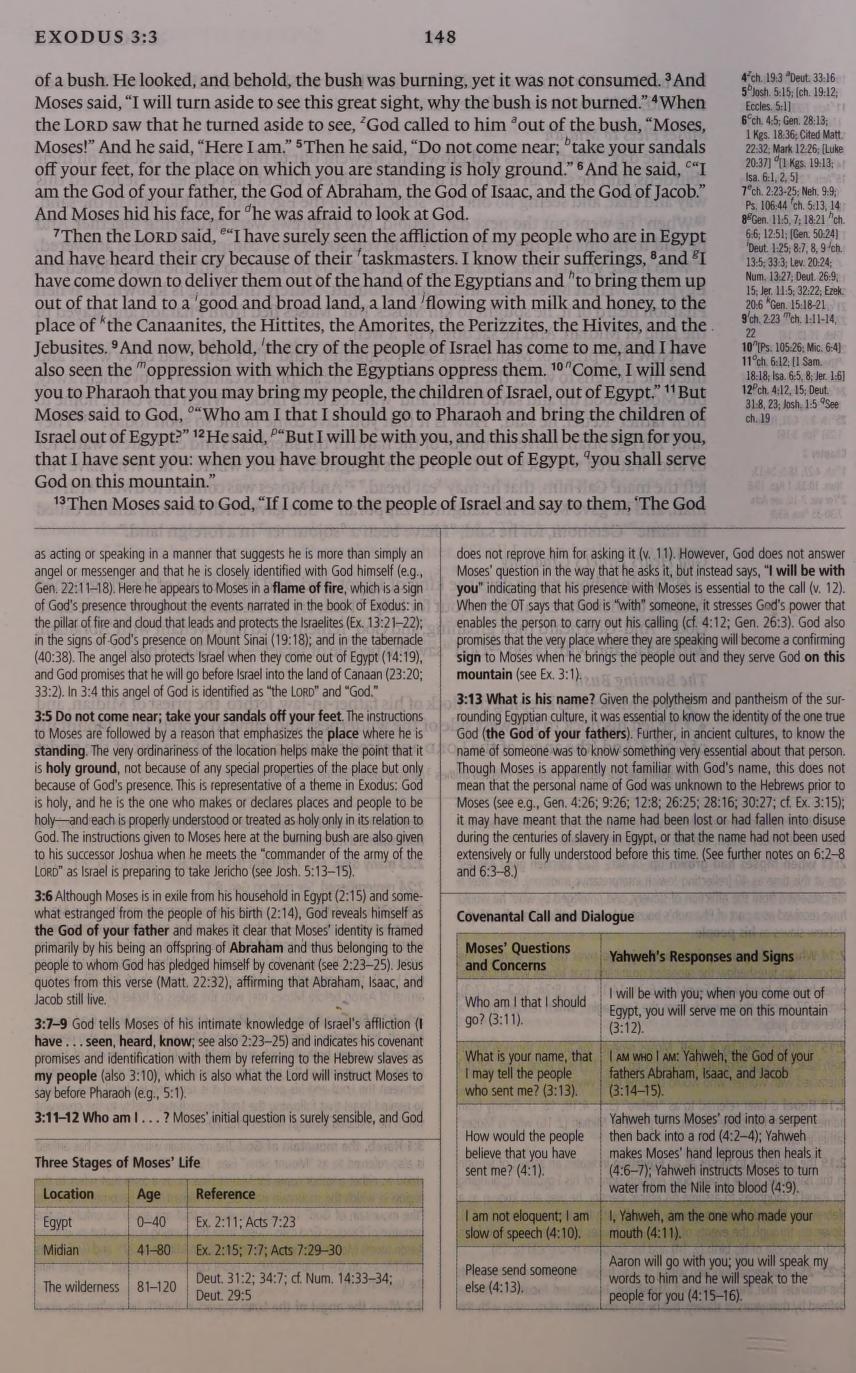 EXODUS 3:3
148
of a bush. He looked, and behold, the bush was burning, yet it was not consumed. ³And
Moses said, “I will turn aside to see this great sight, why the bush is not burned.” ⁴When
the LORD saw that he turned aside to see, ᶻGod called to him ᵃout of the bush, “Moses,
Moses!” And he said, “Here I am.” ⁵Then he said, “Do not come near; ᵇtake your sandals
off your feet, for the place on which you are standing is holy ground.” ⁶And he said, ᶜ“I
am the God of your father, the God of Abraham, the God of Isaac, and the God of Jacob.”
And Moses hid his face, for ᵈhe was afraid to look at God.
⁷Then the LORD said, ᵉ“I have surely seen the affliction of my people who are in Egypt
and have heard their cry because of their ᶠtaskmasters. I know their sufferings, ⁸and ᵍI
have come down to deliver them out of the hand of the Egyptians and ʰto bring them up
out of that land to a ⁱgood and broad land, a land ʲflowing with milk and honey, to the
place of ᵏthe Canaanites, the Hittites, the Amorites, the Perizzites, the Hivites, and the
Jebusites. ⁹And now, behold, ˡthe cry of the people of Israel has come to me, and I have
also seen the ᵐoppression with which the Egyptians oppress them. ¹⁰ⁿCome, I will send
you to Pharaoh that you may bring my people, the children of Israel, out of Egypt.” ¹¹But
Moses said to God, ᵒ“Who am I that I should go to Pharaoh and bring the children of
Israel out of Egypt?” ¹²He said, ᵖ“But I will be with you, and this shall be the sign for you,
that I have sent you: when you have brought the people out of Egypt, ᑫyou shall serve
God on this mountain.”
¹³Then Moses said to God, “If I come to the people of Israel and say to them, ‘The God
4ᶻch. 19:3 ᵃDeut. 33:16
5ᵇJosh. 5:15; [ch. 19:12;
Eccles. 5:1]
6ᶜch. 4:5; Gen. 28:13;
1 Kgs. 18:36; Cited Matt.
22:32; Mark 12:26; [Luke
20:37] ᵈ[1 Kgs. 19:13;
Isa. 6:1, 2, 5]
7ᵉch. 2:23-25; Neh. 9:9;
Ps. 106:44 ᶠch. 5:13, 14
8ᵍGen. 11:5, 7; 18:21 ʰch.
6:6; 12:51; [Gen. 50:24]
ⁱDeut. 1:25; 8:7, 8, 9 ʲch.
13:5; 33:3; Lev. 20:24;
Num. 13:27; Deut. 26:9,
15; Jer. 11:5; 32:22; Ezek.
20:6 ᵏGen. 15:18-21
9ˡch. 2:23 ᵐch. 1:11-14,
22
10ⁿ[Ps. 105:26; Mic. 6:4]
11ᵒch. 6:12; [1 Sam.
18:18; Isa. 6:5, 8; Jer. 1:6]
12ᵖch. 4:12, 15; Deut.
31:8, 23; Josh. 1:5 ᑫSee
ch. 19
as acting or speaking in a manner that suggests he is more than simply an
angel or messenger and that he is closely identified with God himself (e.g.,
Gen. 22:11–18). Here he appears to Moses in a flame of fire, which is a sign
of God's presence throughout the events narrated in the book of Exodus: in
the pillar of fire and cloud that leads and protects the Israelites (Ex. 13:21–22);
in the signs of God's presence on Mount Sinai (19:18); and in the tabernacle
(40:38). The angel also protects Israel when they come out of Egypt (14:19),
and God promises that he will go before Israel into the land of Canaan (23:20;
33:2). In 3:4 this angel of God is identified as “the LORD” and “God.”
3:5 Do not come near; take your sandals off your feet. The instructions
to Moses are followed by a reason that emphasizes the place where he is
standing. The very ordinariness of the location helps make the point that it
is holy ground, not because of any special properties of the place but only
because of God's presence. This is representative of a theme in Exodus: God
is holy, and he is the one who makes or declares places and people to be
holy—and each is properly understood or treated as holy only in its relation to
God. The instructions given to Moses here at the burning bush are also given
to his successor Joshua when he meets the “commander of the army of the
LORD” as Israel is preparing to take Jericho (see Josh. 5:13–15).
3:6 Although Moses is in exile from his household in Egypt (2:15) and some-
what estranged from the people of his birth (2:14), God reveals himself as
the God of your father and makes it clear that Moses' identity is framed
primarily by his being an offspring of Abraham and thus belonging to the
people to whom God has pledged himself by covenant (see 2:23–25). Jesus
quotes from this verse (Matt. 22:32), affirming that Abraham, Isaac, and
Jacob still live.
3:7–9 God tells Moses of his intimate knowledge of Israel's affliction (I
have . . . seen, heard, know; see also 2:23–25) and indicates his covenant
promises and identification with them by referring to the Hebrew slaves as
my people (also 3:10), which is also what the Lord will instruct Moses to
say before Pharaoh (e.g., 5:1).
3:11–12 Who am I . . . ? Moses' initial question is surely sensible, and God
Three Stages of Moses' Life
Location Age Reference
Egypt 0–40 Ex. 2:11; Acts 7:23
Midian 41–80 Ex. 2:15; 7:7; Acts 7:29–30
The wilderness 81–120 Deut. 31:2; 34:7; cf. Num. 14:33–34;
Deut. 29:5
does not reprove him for asking it (v. 11). However, God does not answer
Moses' question in the way that he asks it, but instead says, “I will be with
you” indicating that his presence with Moses is essential to the call (v. 12).
When the OT says that God is “with” someone, it stresses God's power that
enables the person to carry out his calling (cf. 4:12; Gen. 26:3). God also
promises that the very place where they are speaking will become a confirming
sign to Moses when he brings the people out and they serve God on this
mountain (see Ex. 3:1).
3:13 What is his name? Given the polytheism and pantheism of the sur-
rounding Egyptian culture, it was essential to know the identity of the one true
God (the God of your fathers). Further, in ancient cultures, to know the
name of someone was to know something very essential about that person.
Though Moses is apparently not familiar with God's name, this does not
mean that the personal name of God was unknown to the Hebrews prior to
Moses (see e.g., Gen. 4:26; 9:26; 12:8; 26:25; 28:16; 30:27; cf. Ex. 3:15);
it may have meant that the name had been lost or had fallen into disuse
during the centuries of slavery in Egypt, or that the name had not been used
extensively or fully understood before this time. (See further notes on 6:2–8
and 6:3–8.)
Covenantal Call and Dialogue
Moses' Questions
and Concerns
Yahweh's Responses and Signs
Who am I that I should
go? (3:11).
I will be with you; when you come out of
Egypt, you will serve me on this mountain
(3:12).
What is your name, that
I may tell the people
who sent me? (3:13).
I AM WHO I AM: Yahweh, the God of your
fathers Abraham, Isaac, and Jacob
(3:14–15).
How would the people
believe that you have
sent me? (4:1).
Yahweh turns Moses' rod into a serpent
then back into a rod (4:2–4); Yahweh
makes Moses' hand leprous then heals it
(4:6–7); Yahweh instructs Moses to turn
water from the Nile into blood (4:9).
I am not eloquent; I am
slow of speech (4:10).
I, Yahweh, am the one who made your
mouth (4:11).
Please send someone
else (4:13).
Aaron will go with you; you will speak my
words to him and he will speak to the
people for you (4:15–16).